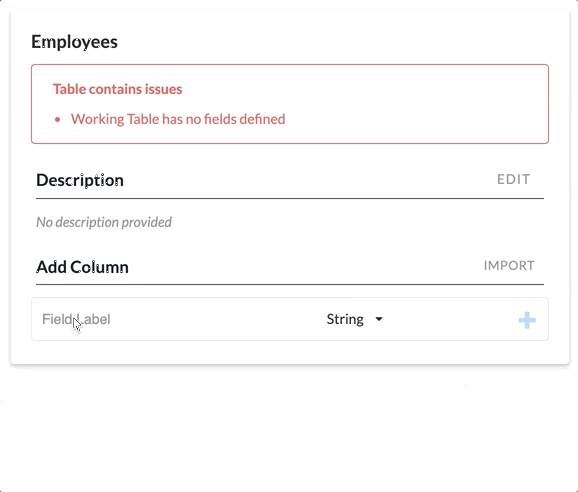 Employees
Table contains issues
• Working Table has no fields defined
Description EDIT
No description provided
Add Column IMPORT
Field Label String